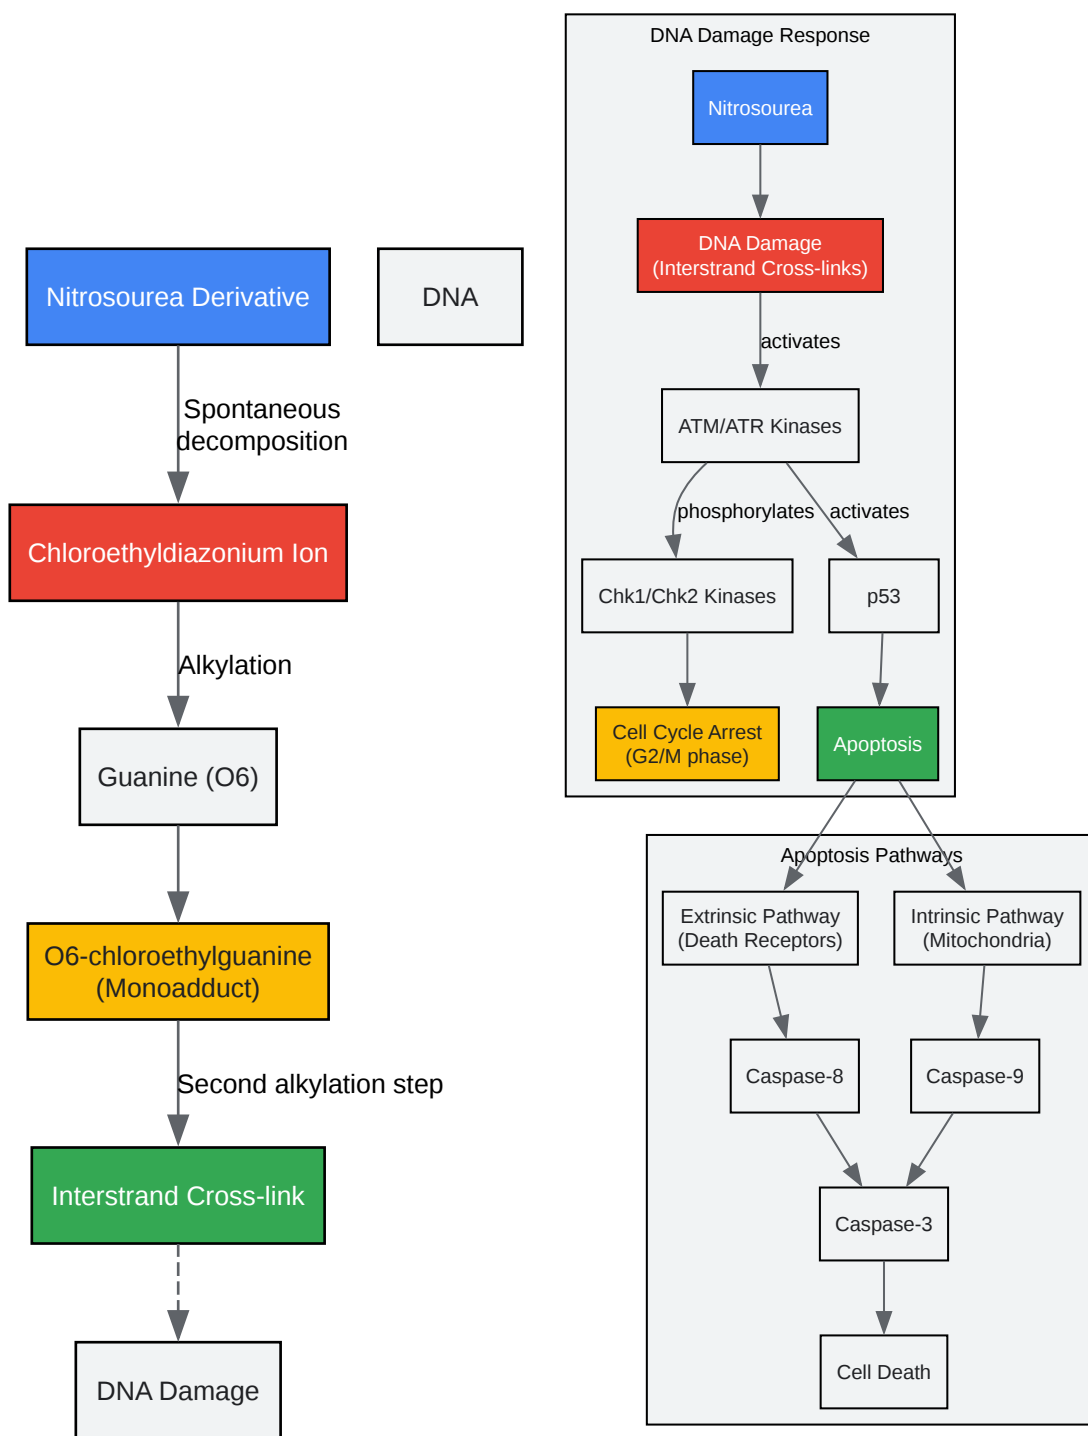 Nitrosourea Derivative
DNA
Spontaneous
decomposition
Chloroethyldiazonium Ion
Alkylation
Guanine (O6)
O6-chloroethylguanine
(Monoadduct)
Second alkylation step
Interstrand Cross-link
DNA Damage
DNA Damage Response
Nitrosourea
DNA Damage
(Interstrand Cross-links)
activates
ATM/ATR Kinases
phosphorylates
activates
Chk1/Chk2 Kinases
p53
Cell Cycle Arrest
(G2/M phase)
Apoptosis
Apoptosis Pathways
Extrinsic Pathway
(Death Receptors)
Intrinsic Pathway
(Mitochondria)
Caspase-8
Caspase-9
Caspase-3
Cell Death